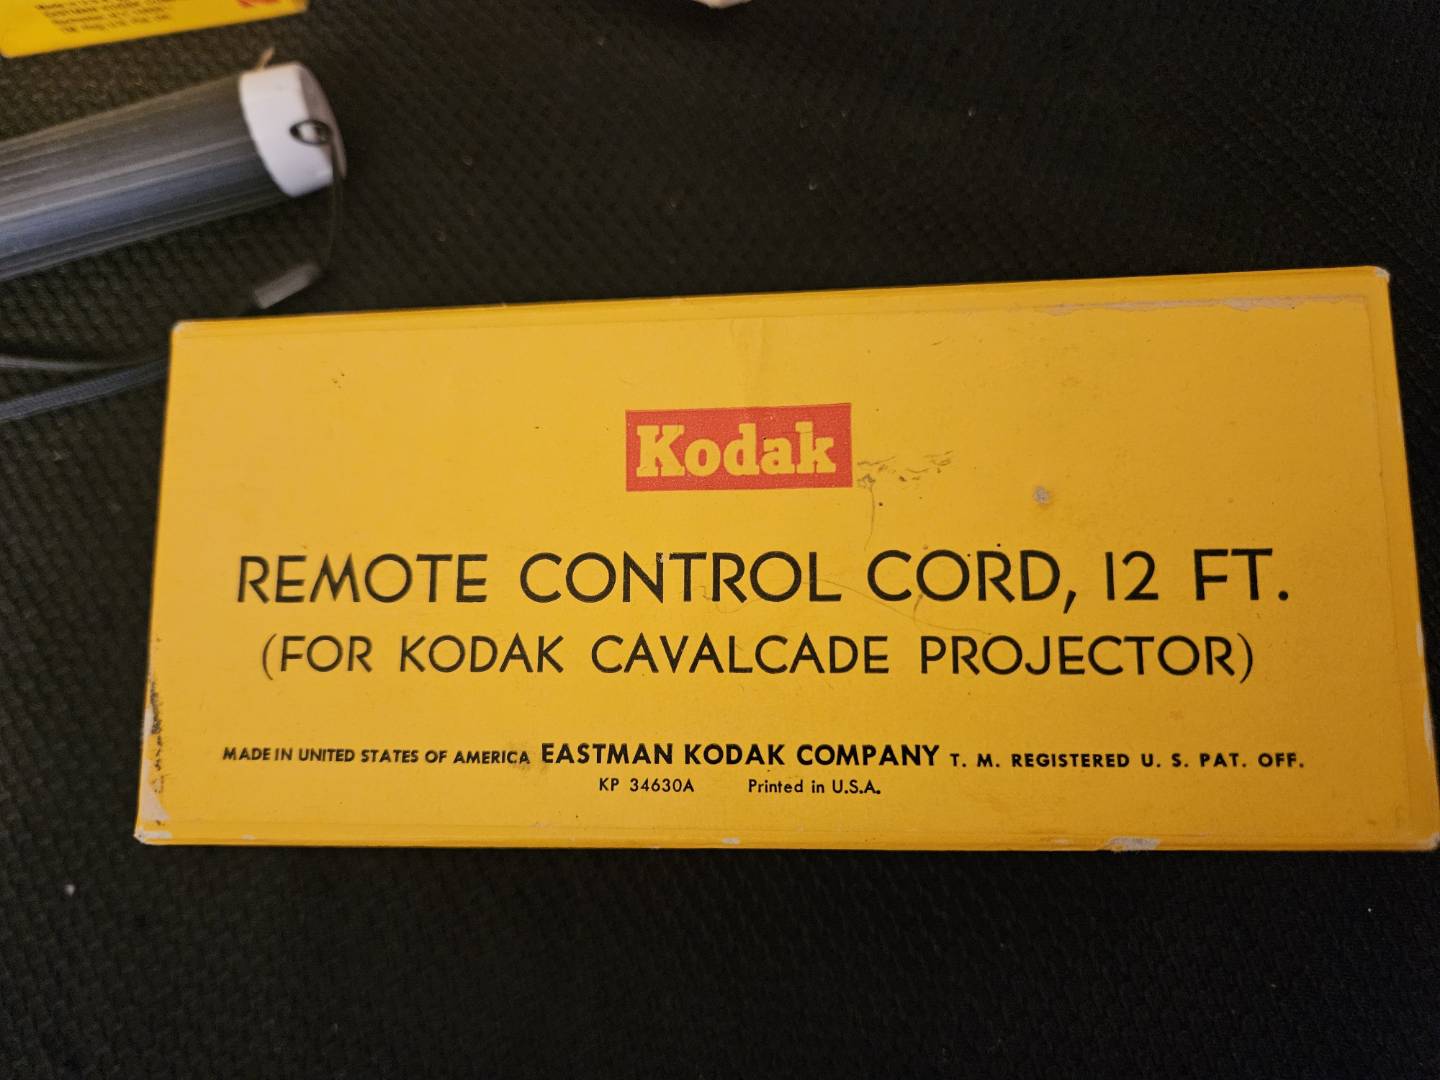 Kodak
REMOTE CONTROL CORD, 12 FT.
(FOR KODAK CAVALCADE PROJECTOR)
MADE IN UNITED STATES OF AMERICA EASTMAN KODAK COMPANY T. M. REGISTERED U. S. PAT. OFF.
KP 34630A Printed in U.S.A.